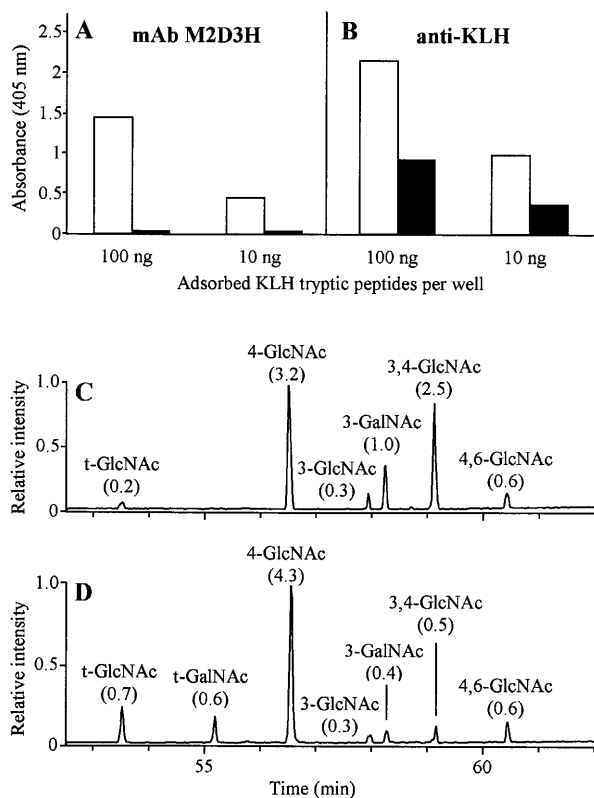 A
mAb M2D3H
B
anti-KLH
Absorbance (405 nm)
2.5
2
1.5
1
0.5
0
100 ng
10 ng
100 ng
10 ng
Adsorbed KLH tryptic peptides per well
C
Relative intensity
1.0
0.5
0
t-GlcNAc
(0.2)
4-GlcNAc
(3.2)
3-GlcNAc
(0.3)
3-GalNAc
(1.0)
3,4-GlcNAc
(2.5)
4,6-GlcNAc
(0.6)
D
Relative intensity
1.0
0.5
0
t-GlcNAc
(0.7)
t-GalNAc
(0.6)
4-GlcNAc
(4.3)
3-GlcNAc
(0.3)
3-GalNAc
(0.4)
3,4-GlcNAc
(0.5)
4,6-GlcNAc
(0.6)
55
60
55
60
Time (min)